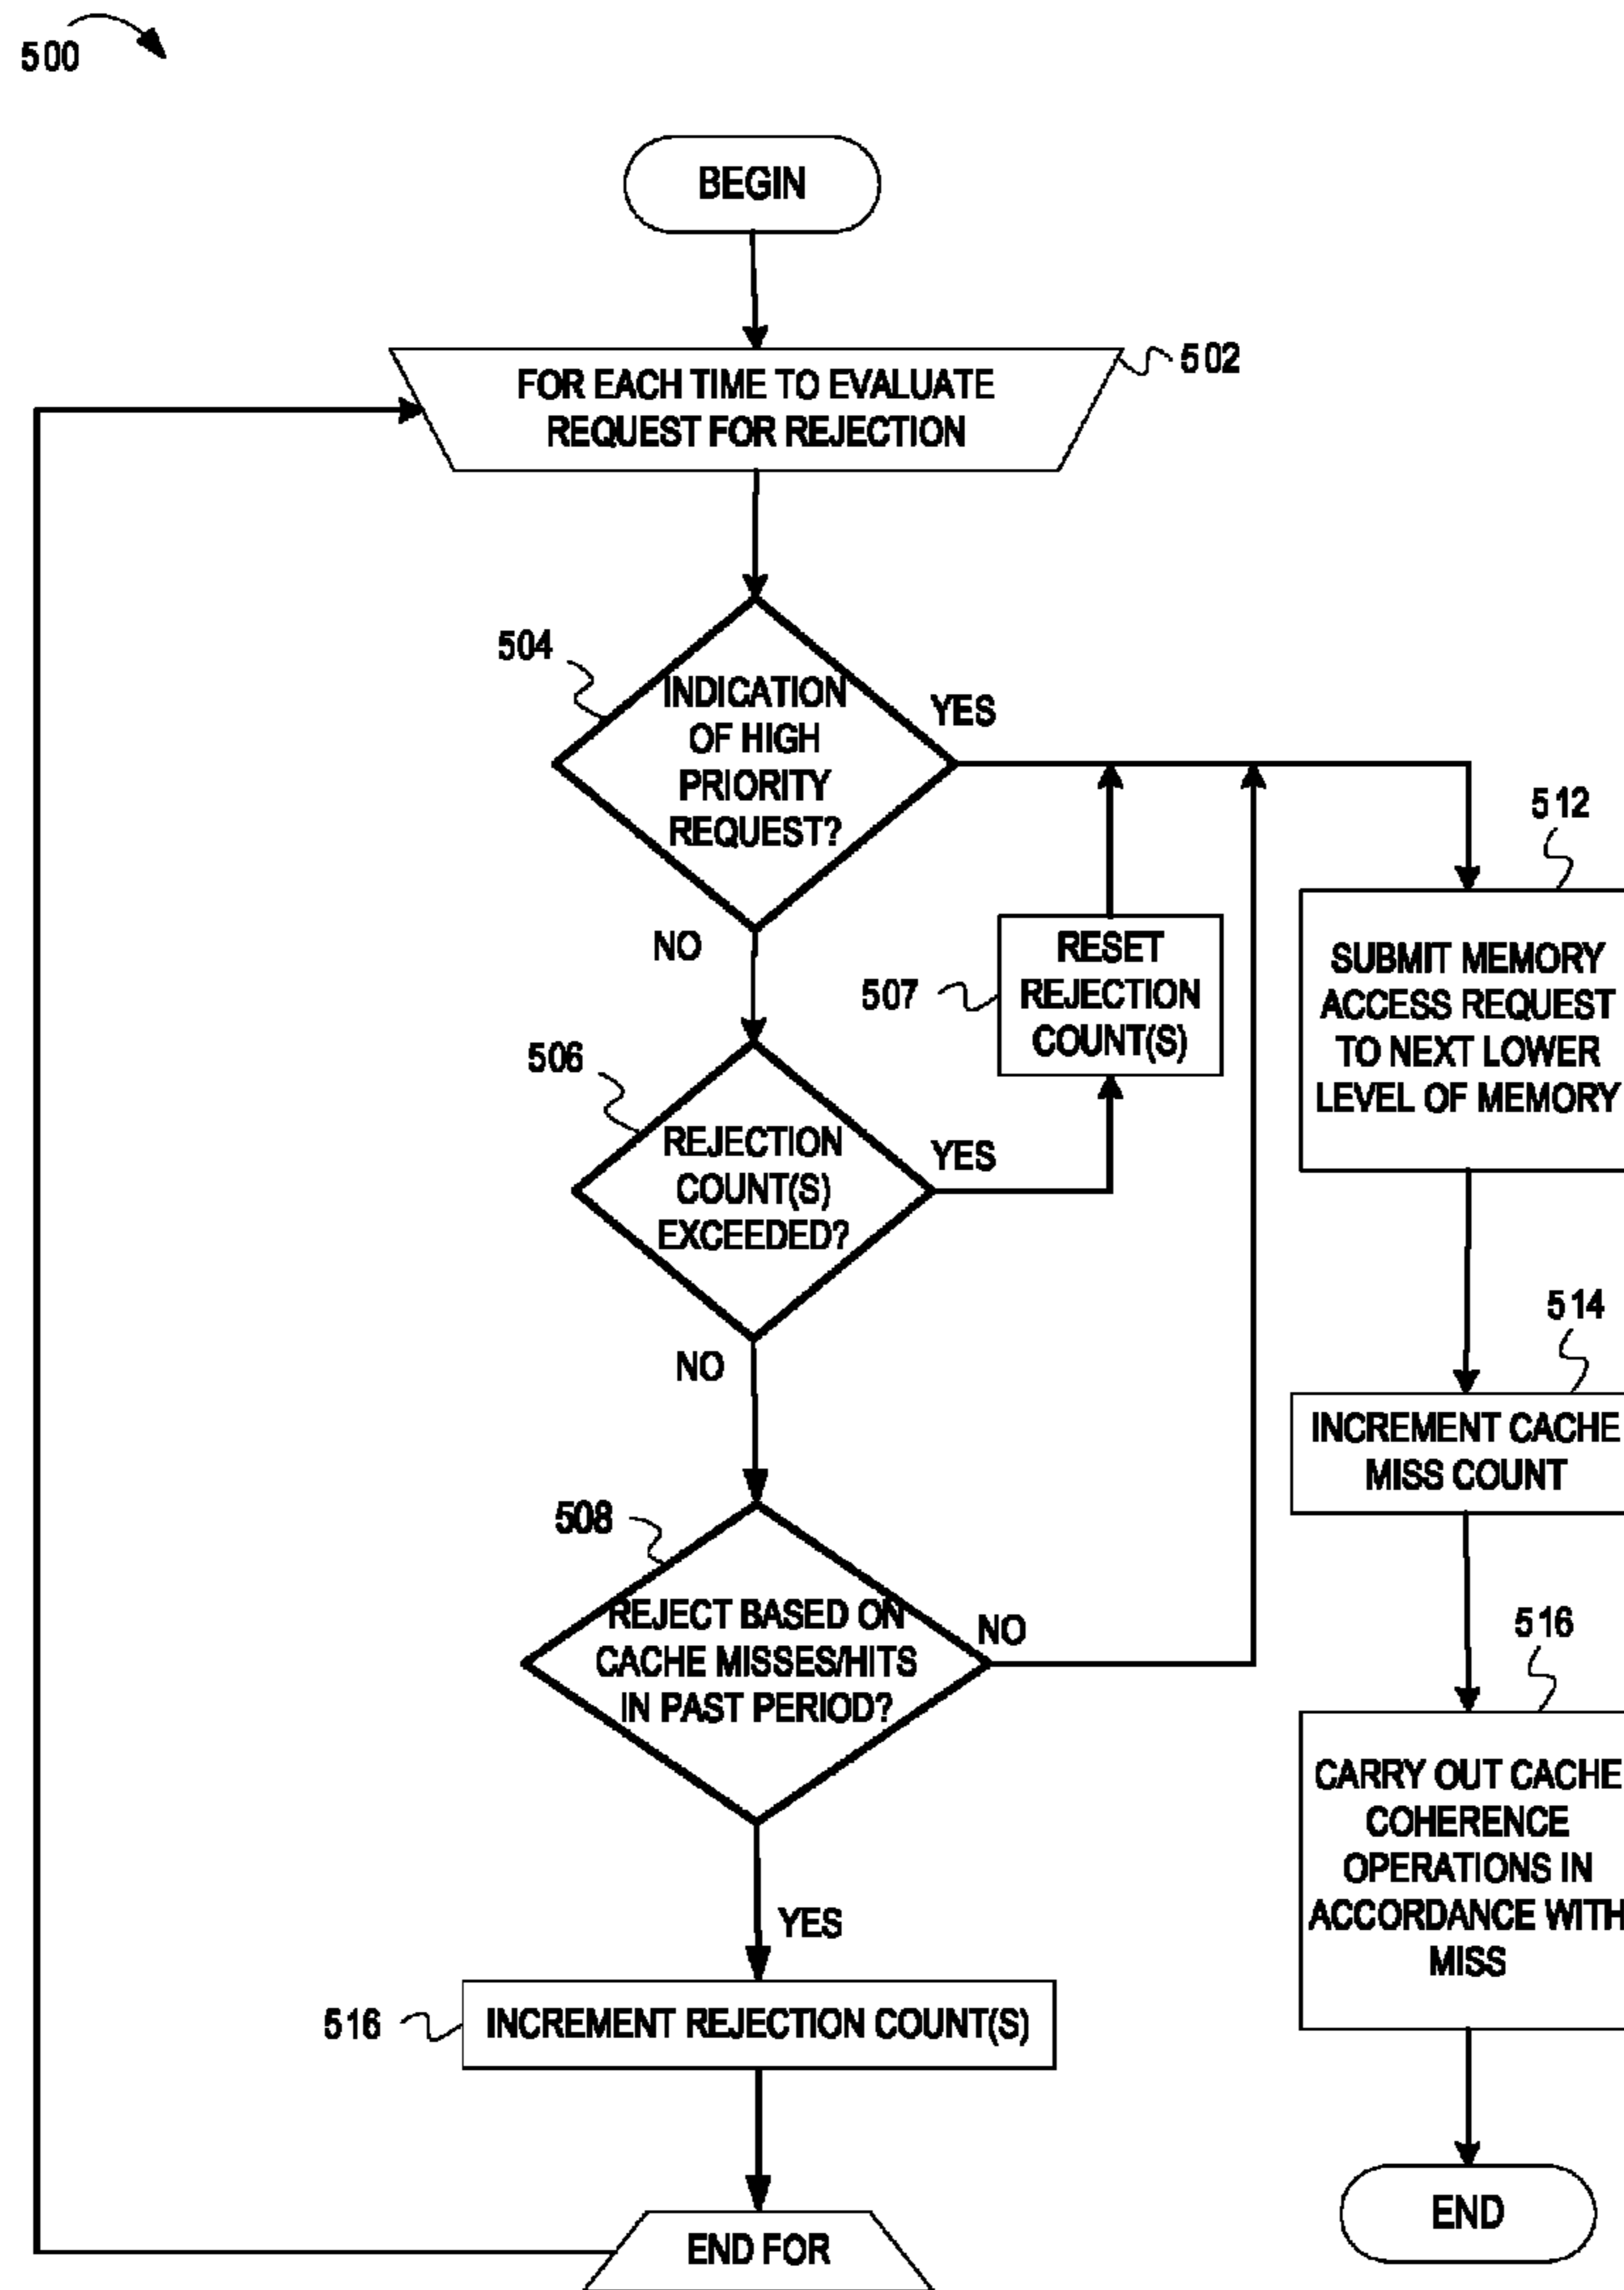 500
BEGIN
FOR EACH TIME TO EVALUATE
REQUEST FOR REJECTION
502
504
INDICATION
OF HIGH
PRIORITY
REQUEST?
YES
NO
506
REJECTION
COUNT(S)
EXCEEDED?
YES
NO
507
RESET
REJECTION
COUNT(S)
508
REJECT BASED ON
CACHE MISSES/HITS
IN PAST PERIOD?
NO
YES
516
INCREMENT REJECTION COUNT(S)
END FOR
512
SUBMIT MEMORY
ACCESS REQUEST
TO NEXT LOWER
LEVEL OF MEMORY
514
INCREMENT CACHE
MISS COUNT
516
CARRY OUT CACHE
COHERENCE
OPERATIONS IN
ACCORDANCE WITH
MISS
END